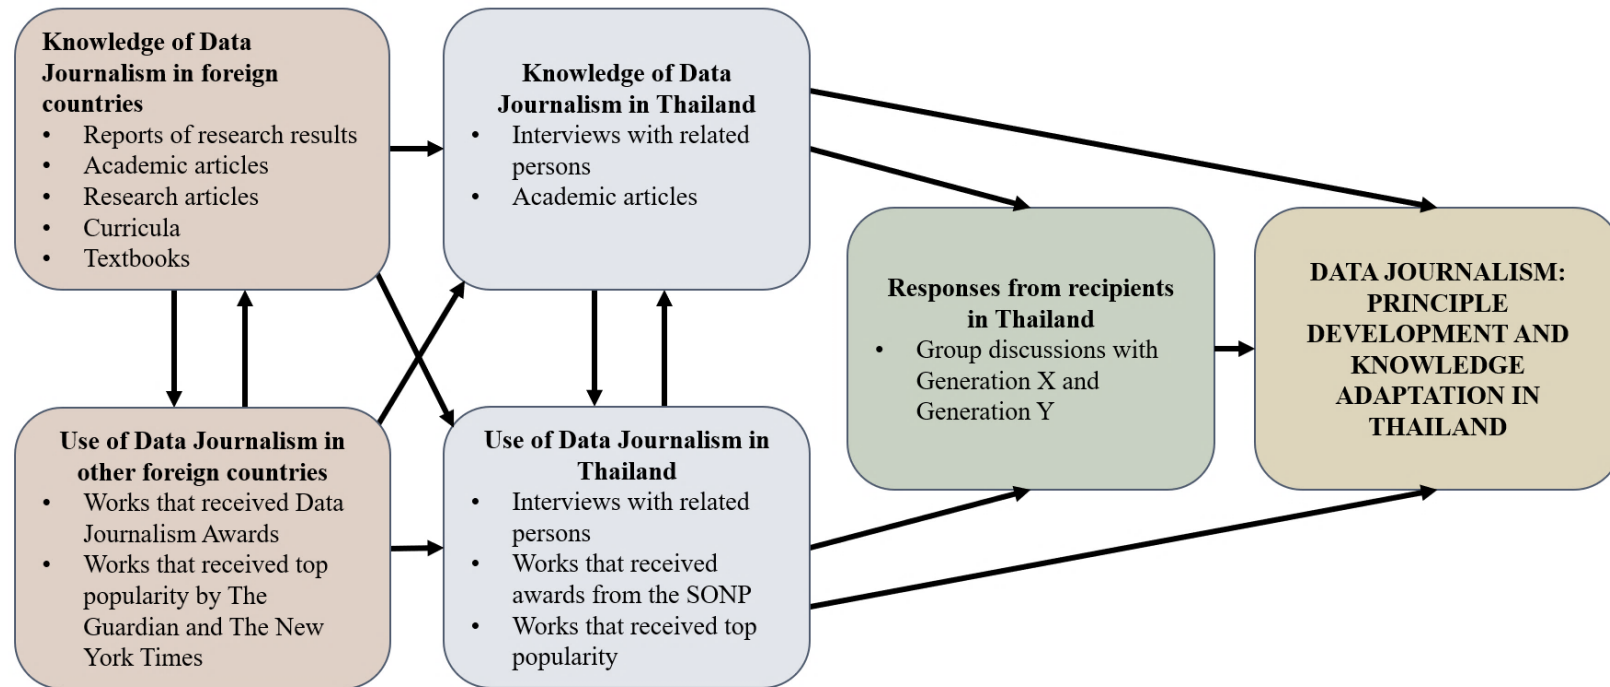 Knowledge of Data
Journalism in foreign
countries
• Reports of research results
• Academic articles
• Research articles
• Curricula
• Textbooks
Knowledge of Data
Journalism in Thailand
• Interviews with related
persons
• Academic articles
Use of Data Journalism in
other foreign countries
• Works that received Data
Journalism Awards
• Works that received top
popularity by The
Guardian and The New
York Times
Use of Data Journalism in
Thailand
• Interviews with related
persons
• Works that received
awards from the SONP
• Works that received top
popularity
Responses from recipients
in Thailand
• Group discussions with
Generation X and
Generation Y
DATA JOURNALISM:
PRINCIPLE
DEVELOPMENT AND
KNOWLEDGE
ADAPTATION IN
THAILAND